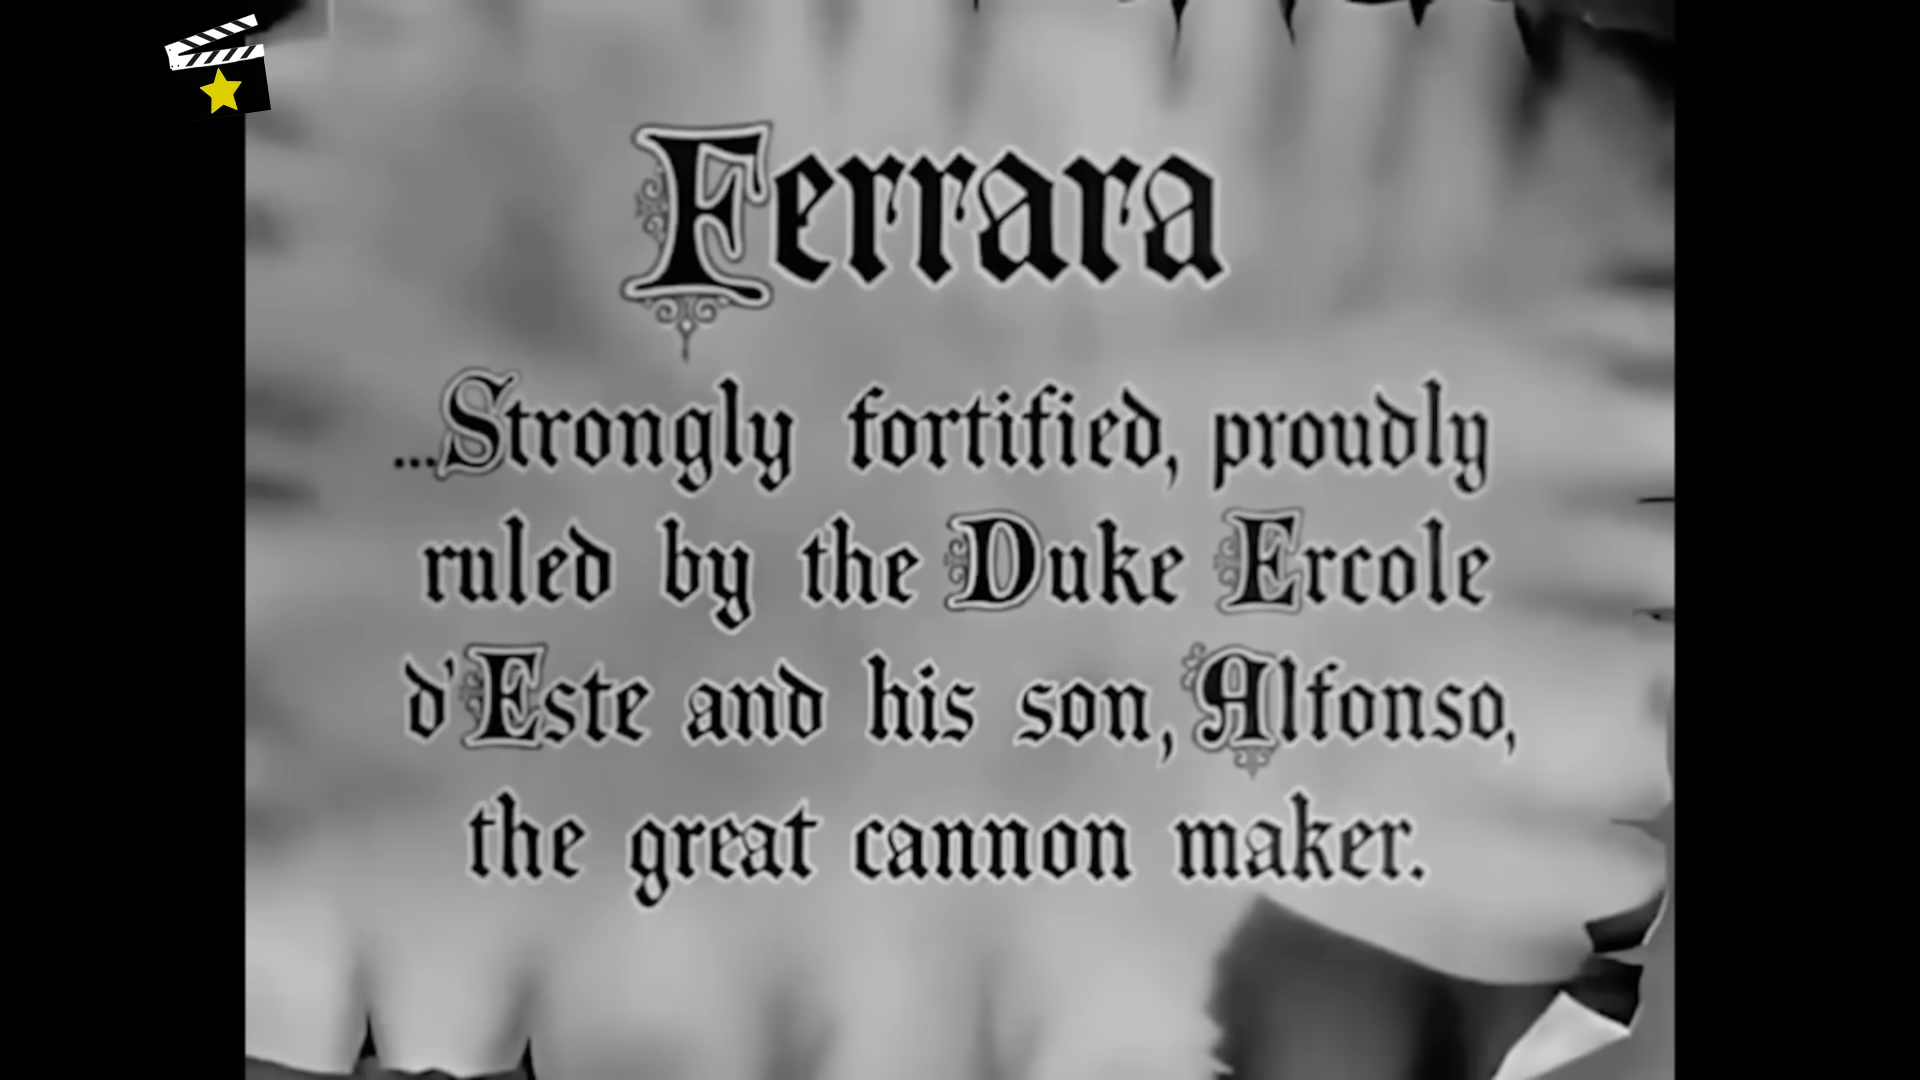 Ferrara
...Strongly fortified, proudly
ruled by the Duke Ercole
d'Este and his son, Alfonso,
the great cannon maker.